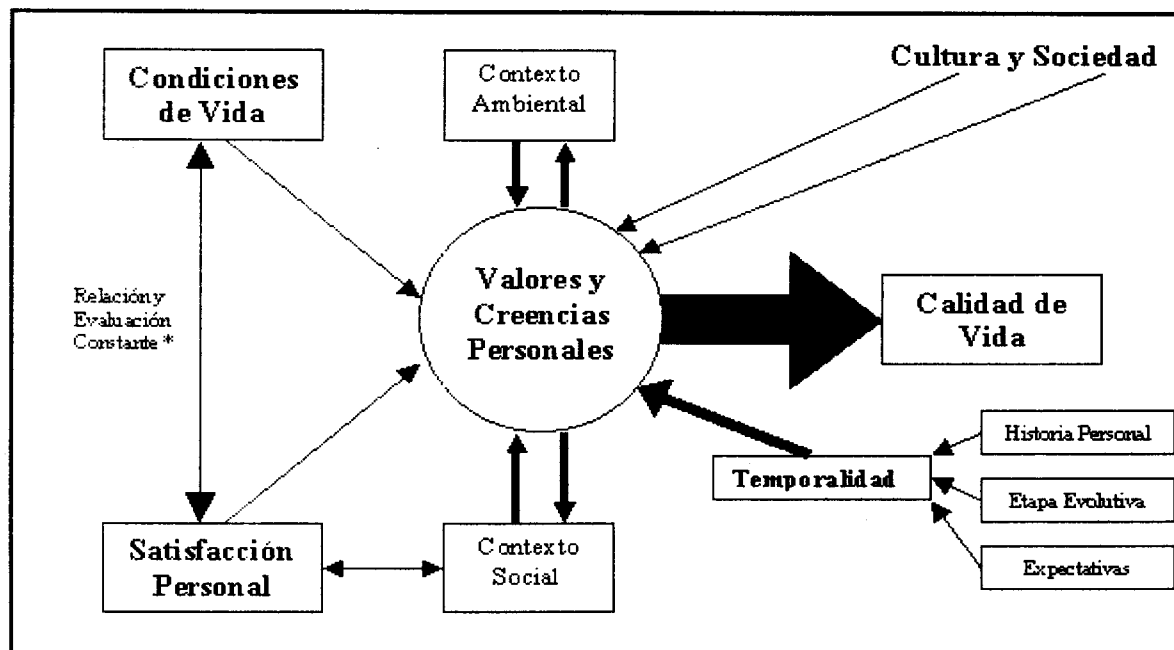 Condiciones
de Vida
Contexto
Ambiental
Cultura y Sociedad
Relación y
Evaluación
Constante *
Valores y
Creencias
Personales
Calidad de
Vida
Historia Personal
Temporalidad
Etapa Evolutiva
Expectativas
Satisfacción
Personal
Contexto
Social